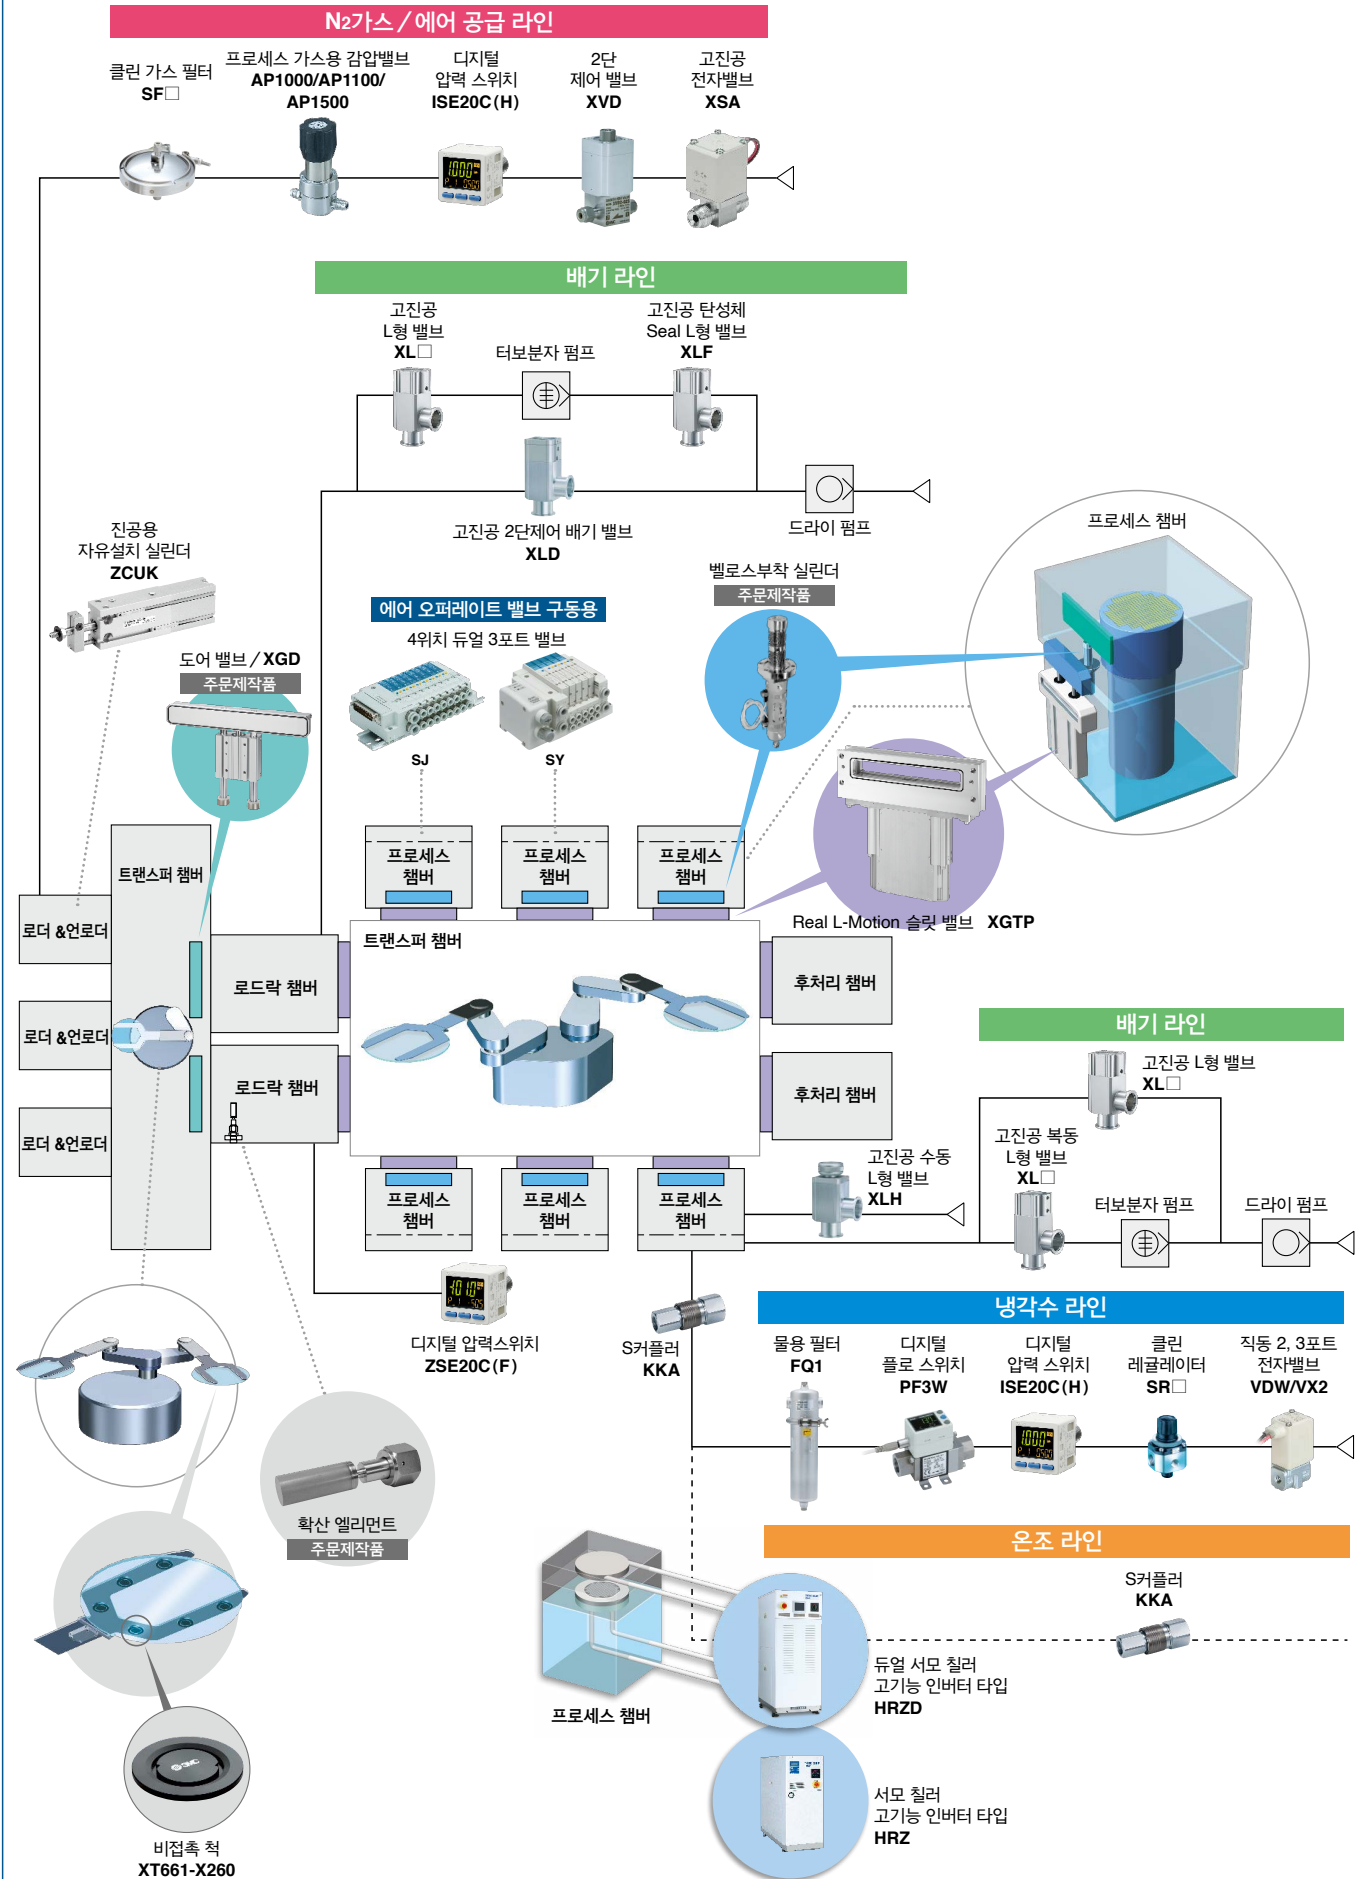 N2가스 / 에어 공급 라인
클린 가스 필터
SF□
프로세스 가스용 감압밸브
AP1000/AP1100/
AP1500
디지털
압력 스위치
ISE20C(H)
2단
제어 밸브
XVD
고진공
전자밸브
XSA
배기 라인
고진공
L형 밸브
XL□
터보분자 펌프
고진공 탄성체
Seal L형 밸브
XLF
고진공 2단제어 배기 밸브
XLD
드라이 펌프
진공용
자유설치 실린더
ZCUK
도어 밸브 / XGD
주문제작품
에어 오퍼레이트 밸브 구동용
4위치 듀얼 3포트 밸브
SJ
SY
벨로스부착 실린더
주문제작품
프로세스 챔버
Real L-Motion 슬릿 밸브 XGTP
트랜스퍼 챔버
프로세스
챔버
프로세스
챔버
프로세스
챔버
로더 &언로더
로더 &언로더
로더 &언로더
로드락 챔버
로드락 챔버
트랜스퍼 챔버
후처리 챔버
후처리 챔버
프로세스
챔버
프로세스
챔버
프로세스
챔버
배기 라인
고진공 L형 밸브
XL□
고진공 복동
L형 밸브
XL□
고진공 수동
L형 밸브
XLH
터보분자 펌프
드라이 펌프
디지털 압력스위치
ZSE20C(F)
S커플러
KKA
냉각수 라인
물용 필터
FQ1
디지털
플로 스위치
PF3W
디지털
압력 스위치
ISE20C(H)
클린
레귤레이터
SR□
직동 2, 3포트
전자밸브
VDW/VX2
확산 엘리먼트
주문제작품
온조 라인
S커플러
KKA
프로세스 챔버
듀얼 서모 칠러
고기능 인버터 타입
HRZD
서모 칠러
고기능 인버터 타입
HRZ
비접촉 척
XT661-X260